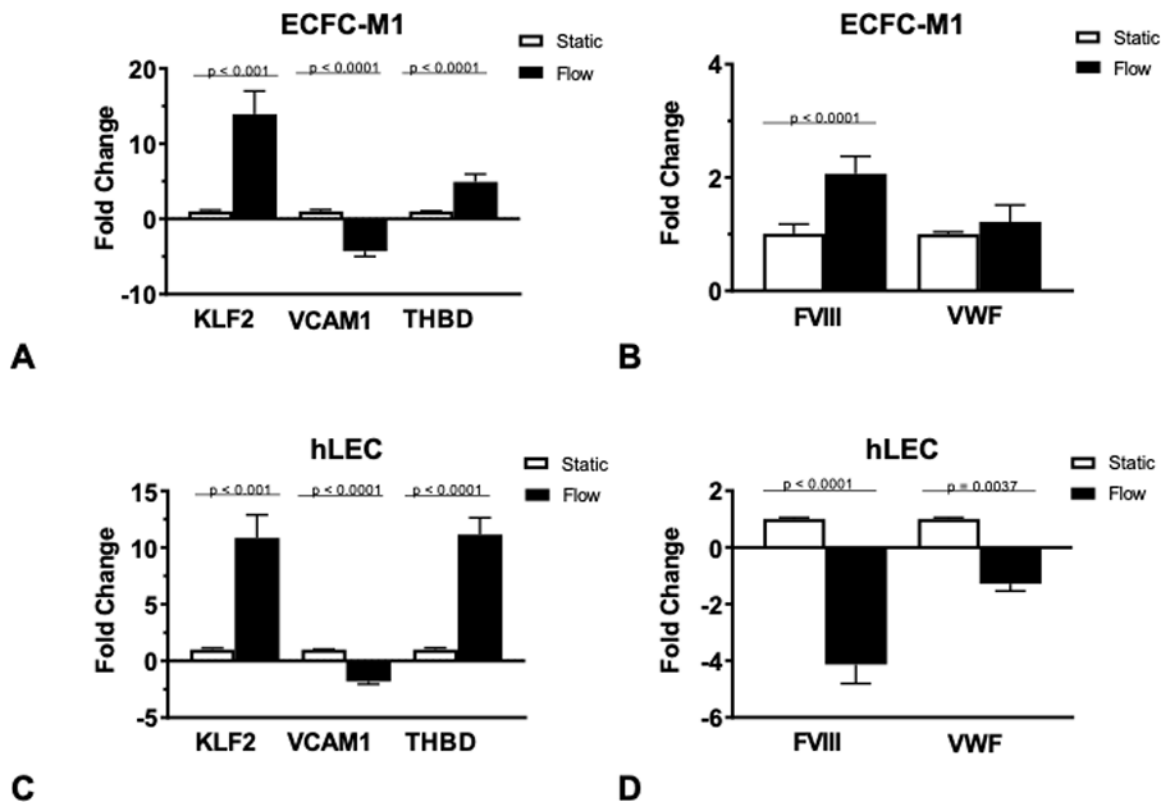 ECFC-M1
Static
Flow
p < 0.001 p < 0.0001 p < 0.0001
Fold Change
20
10
0
-10
KLF2 VCAM1 THBD
A
ECFC-M1
Static
Flow
p < 0.0001
Fold Change
4
2
0
FVIII VWF
B
hLEC
Static
Flow
p < 0.001 p < 0.0001 p < 0.0001
Fold Change
15
10
5
0
-5
KLF2 VCAM1 THBD
C
hLEC
Static
Flow
p < 0.0001 p = 0.0037
Fold Change
2
0
-2
-4
-6
FVIII VWF
D